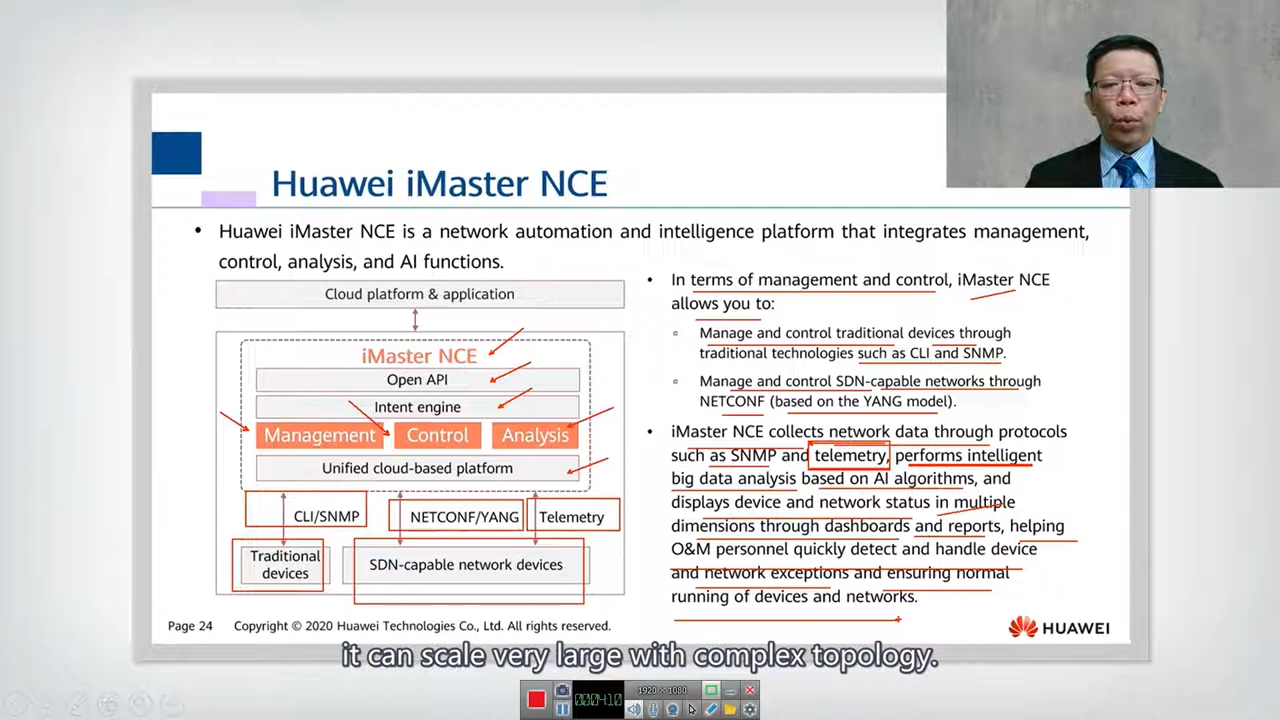 Huawei iMaster NCE
• Huawei iMaster NCE is a network automation and intelligence platform that integrates management,
control, analysis, and AI functions.
Cloud platform & application
iMaster NCE
Open API
Intent engine
Management Control Analysis
Unified cloud-based platform
CLI/SNMP NETCONF/YANG Telemetry
Traditional
devices
SDN-capable network devices
• In terms of management and control, iMaster NCE
allows you to:
▫ Manage and control traditional devices through
traditional technologies such as CLI and SNMP.
▫ Manage and control SDN-capable networks through
NETCONF (based on the YANG model).
• iMaster NCE collects network data through protocols
such as SNMP and telemetry, performs intelligent
big data analysis based on AI algorithms, and
displays device and network status in multiple
dimensions through dashboards and reports, helping
O&M personnel quickly detect and handle device
and network exceptions and ensuring normal
running of devices and networks.
Page 24 Copyright © 2020 Huawei Technologies Co., Ltd. All rights reserved.
HUAWEI
it can scale very large with complex topology.
1920 × 1080
000:04:10